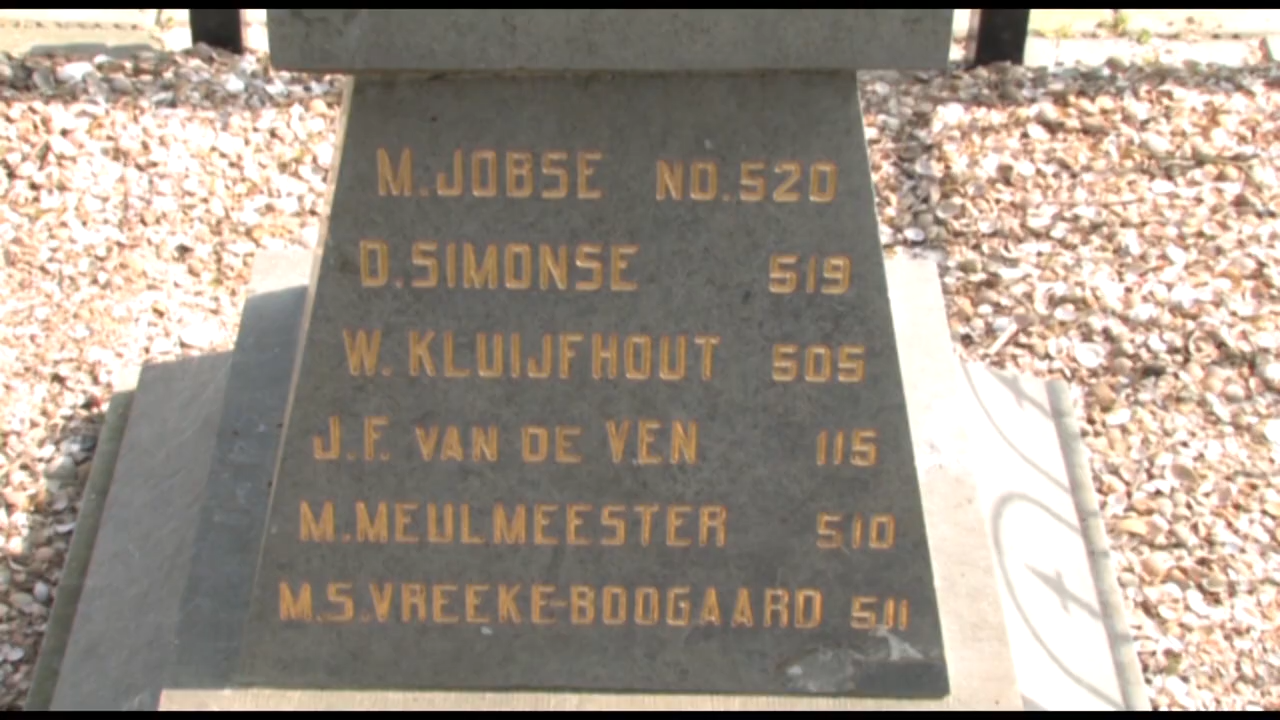 M. JOBSE NO. 520
D. SIMONSE 519
W. KLUIJFHOUT 505
J.F. VAN DE VEN 115
M. MEULMEESTER 510
M.S. VREEKE-BOOGAARD 511